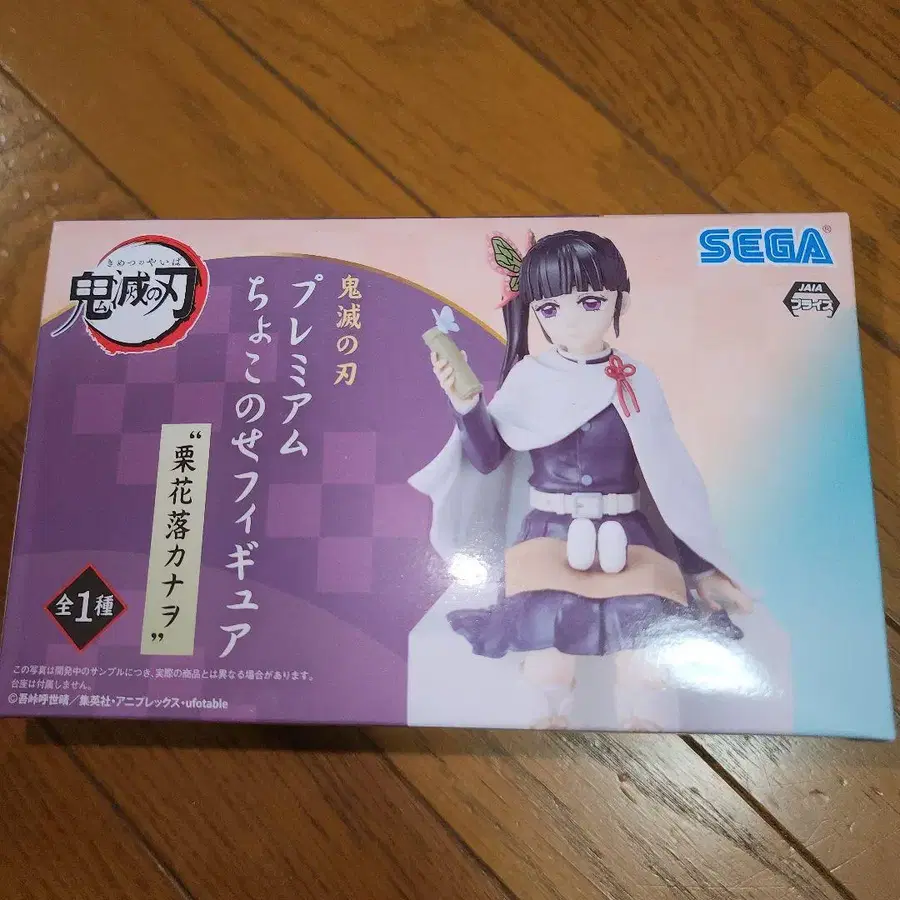 きめつのやいば
鬼滅の刃
SEGA®
JAIA
プライズ
鬼滅の刃
プレミアム
ちょこのせフィギュア
“栗花落カナヲ”
全1種
この写真は開発中のサンプルにつき、実際の商品とは異なる場合があります。
台座は付属しません。
©吾峠呼世晴／集英社・アニプレックス・ufotable